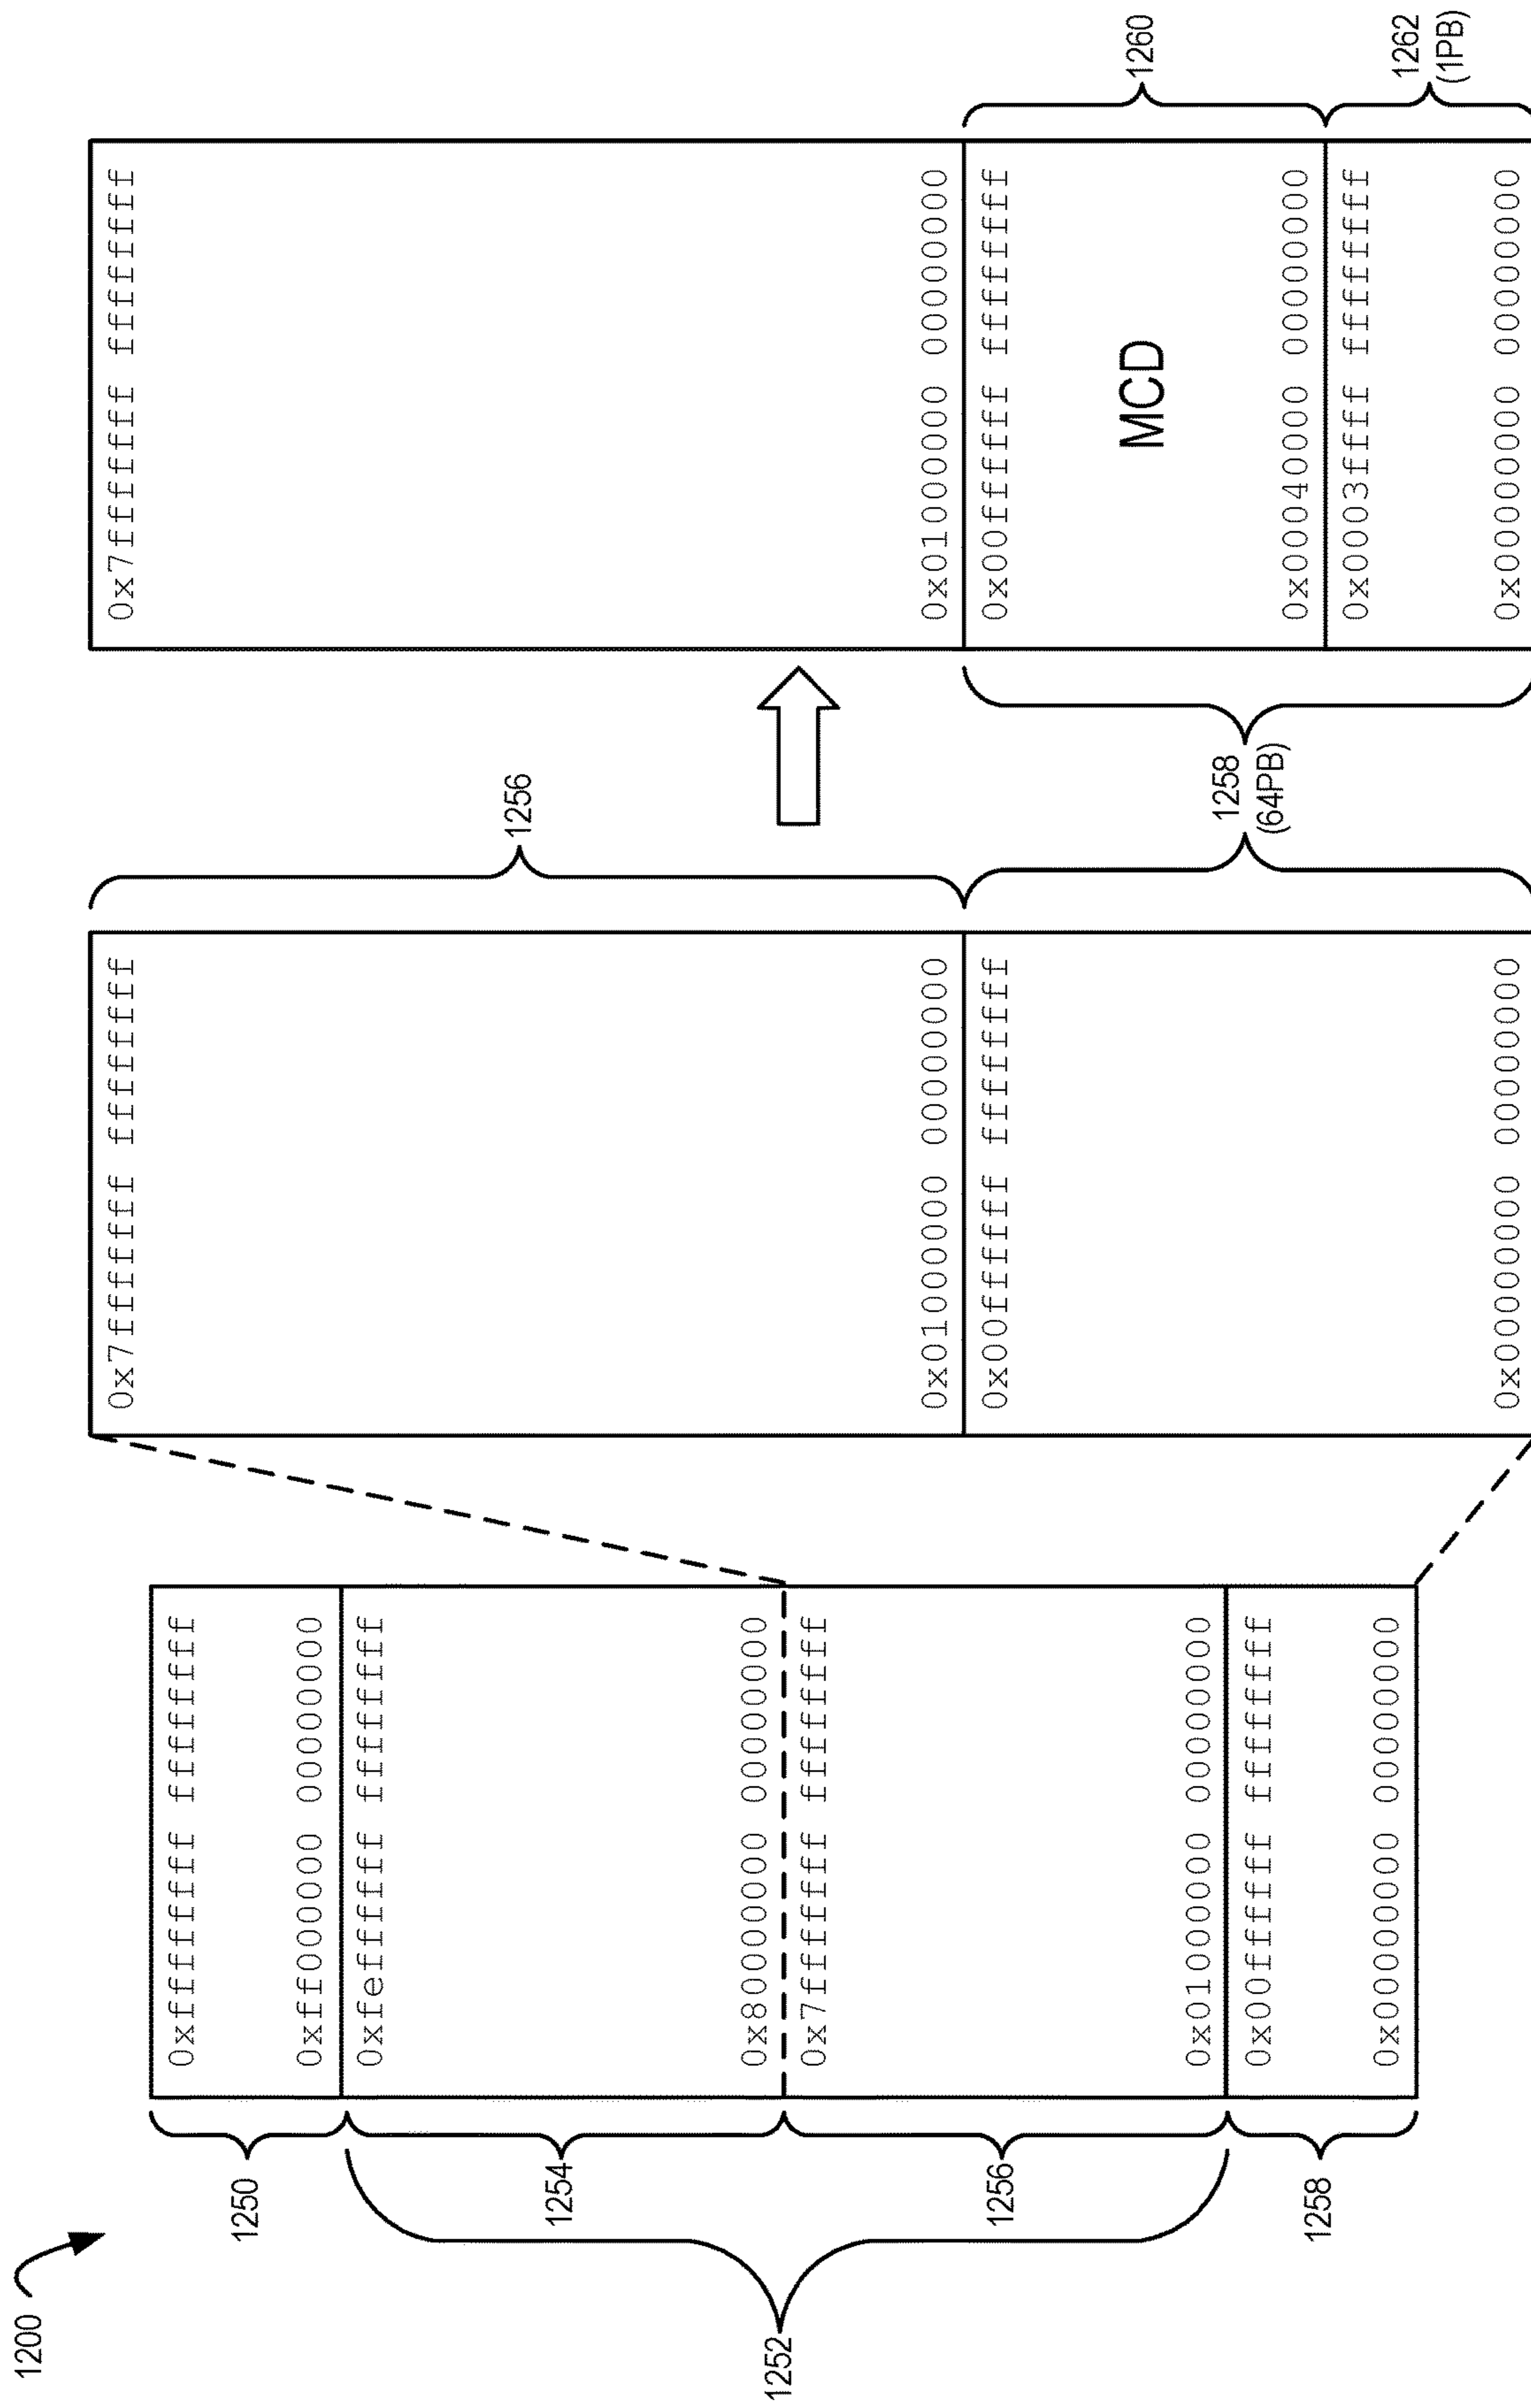 1200
1250
1252
1254
1256
1258
0xffffffff ffffffff
0xff000000 00000000
0xfeffffff ffffffff
0x80000000 00000000
0x7fffffff ffffffff
0x01000000 00000000
0x00ffffff ffffffff
0x00000000 00000000
0x7fffffff ffffffff
0x01000000 00000000
0x00ffffff ffffffff
0x00000000 00000000
1256
1258
(64PB)
0x7fffffff ffffffff
0x01000000 00000000
0x00ffffff ffffffff
MCD
0x00040000 00000000
0x0003ffff ffffffff
0x00000000 00000000
1260
1262
(1PB)